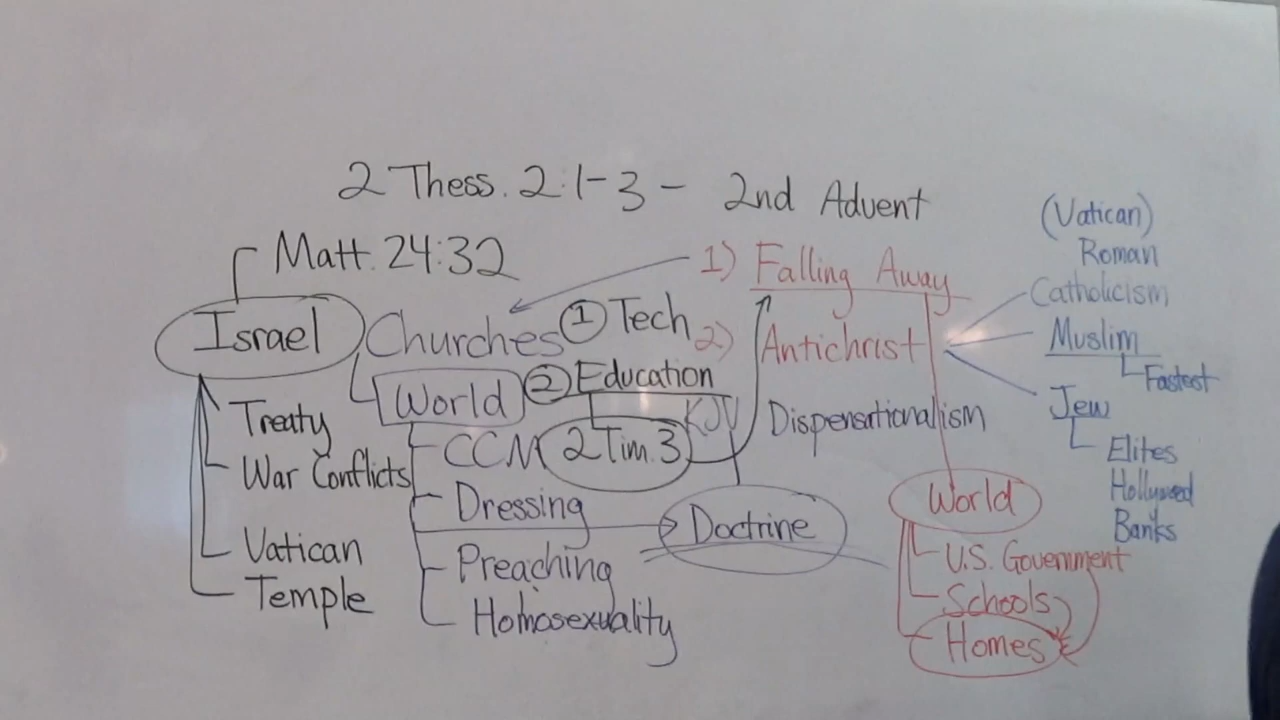 2 Thess. 2:1-3 - 2nd Advent
Matt. 24:32
1) Falling Away
2) Antichrist
Israel
Treaty
War Conflicts
Vatican
Temple
Churches
World
CCM
Dressing
Preaching
Homosexuality
① Tech
② Education
2 Tim. 3
KJV
Dispensationalism
Doctrine
World
U.S. Government
Schools
Homes
(Vatican)
Roman
Catholicism
Muslim
Fastest
Jew
Elites
Hollywood
Banks